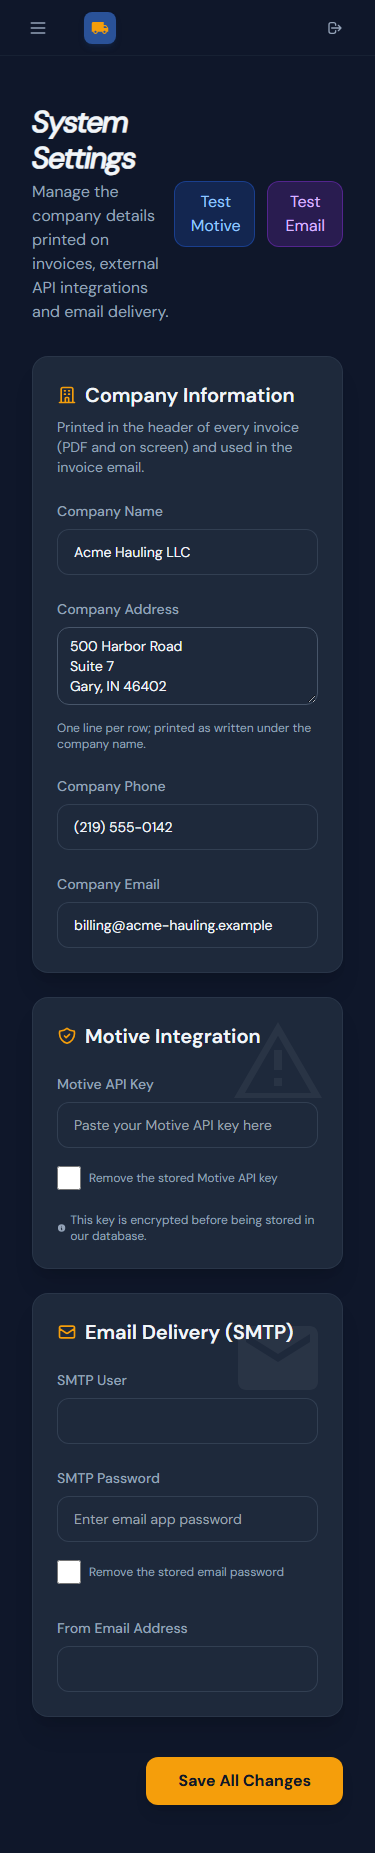 System
Settings
Manage the
company details
printed on
invoices, external
API integrations
and email delivery.
Test
Motive
Test
Email
Company Information
Printed in the header of every invoice
(PDF and on screen) and used in the
invoice email.
Company Name
Acme Hauling LLC
Company Address
500 Harbor Road
Suite 7
Gary, IN 46402
One line per row; printed as written under the
company name.
Company Phone
(219) 555-0142
Company Email
billing@acme-hauling.example
Motive Integration
Motive API Key
Paste your Motive API key here
Remove the stored Motive API key
This key is encrypted before being stored in
our database.
Email Delivery (SMTP)
SMTP User
SMTP Password
Enter email app password
Remove the stored email password
From Email Address
Save All Changes